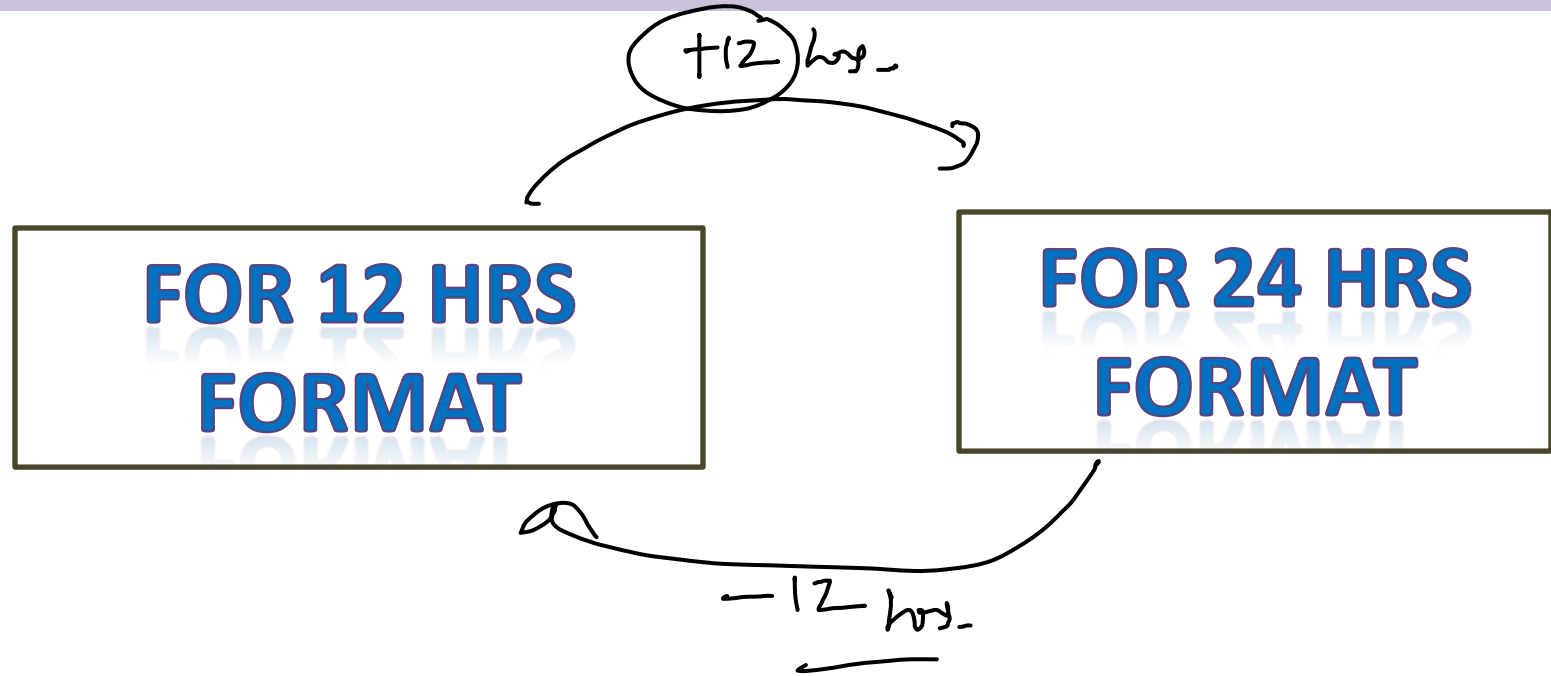 +12 hrs.
FOR 12 HRS
FORMAT
FOR 24 HRS
FORMAT
-12 hrs.